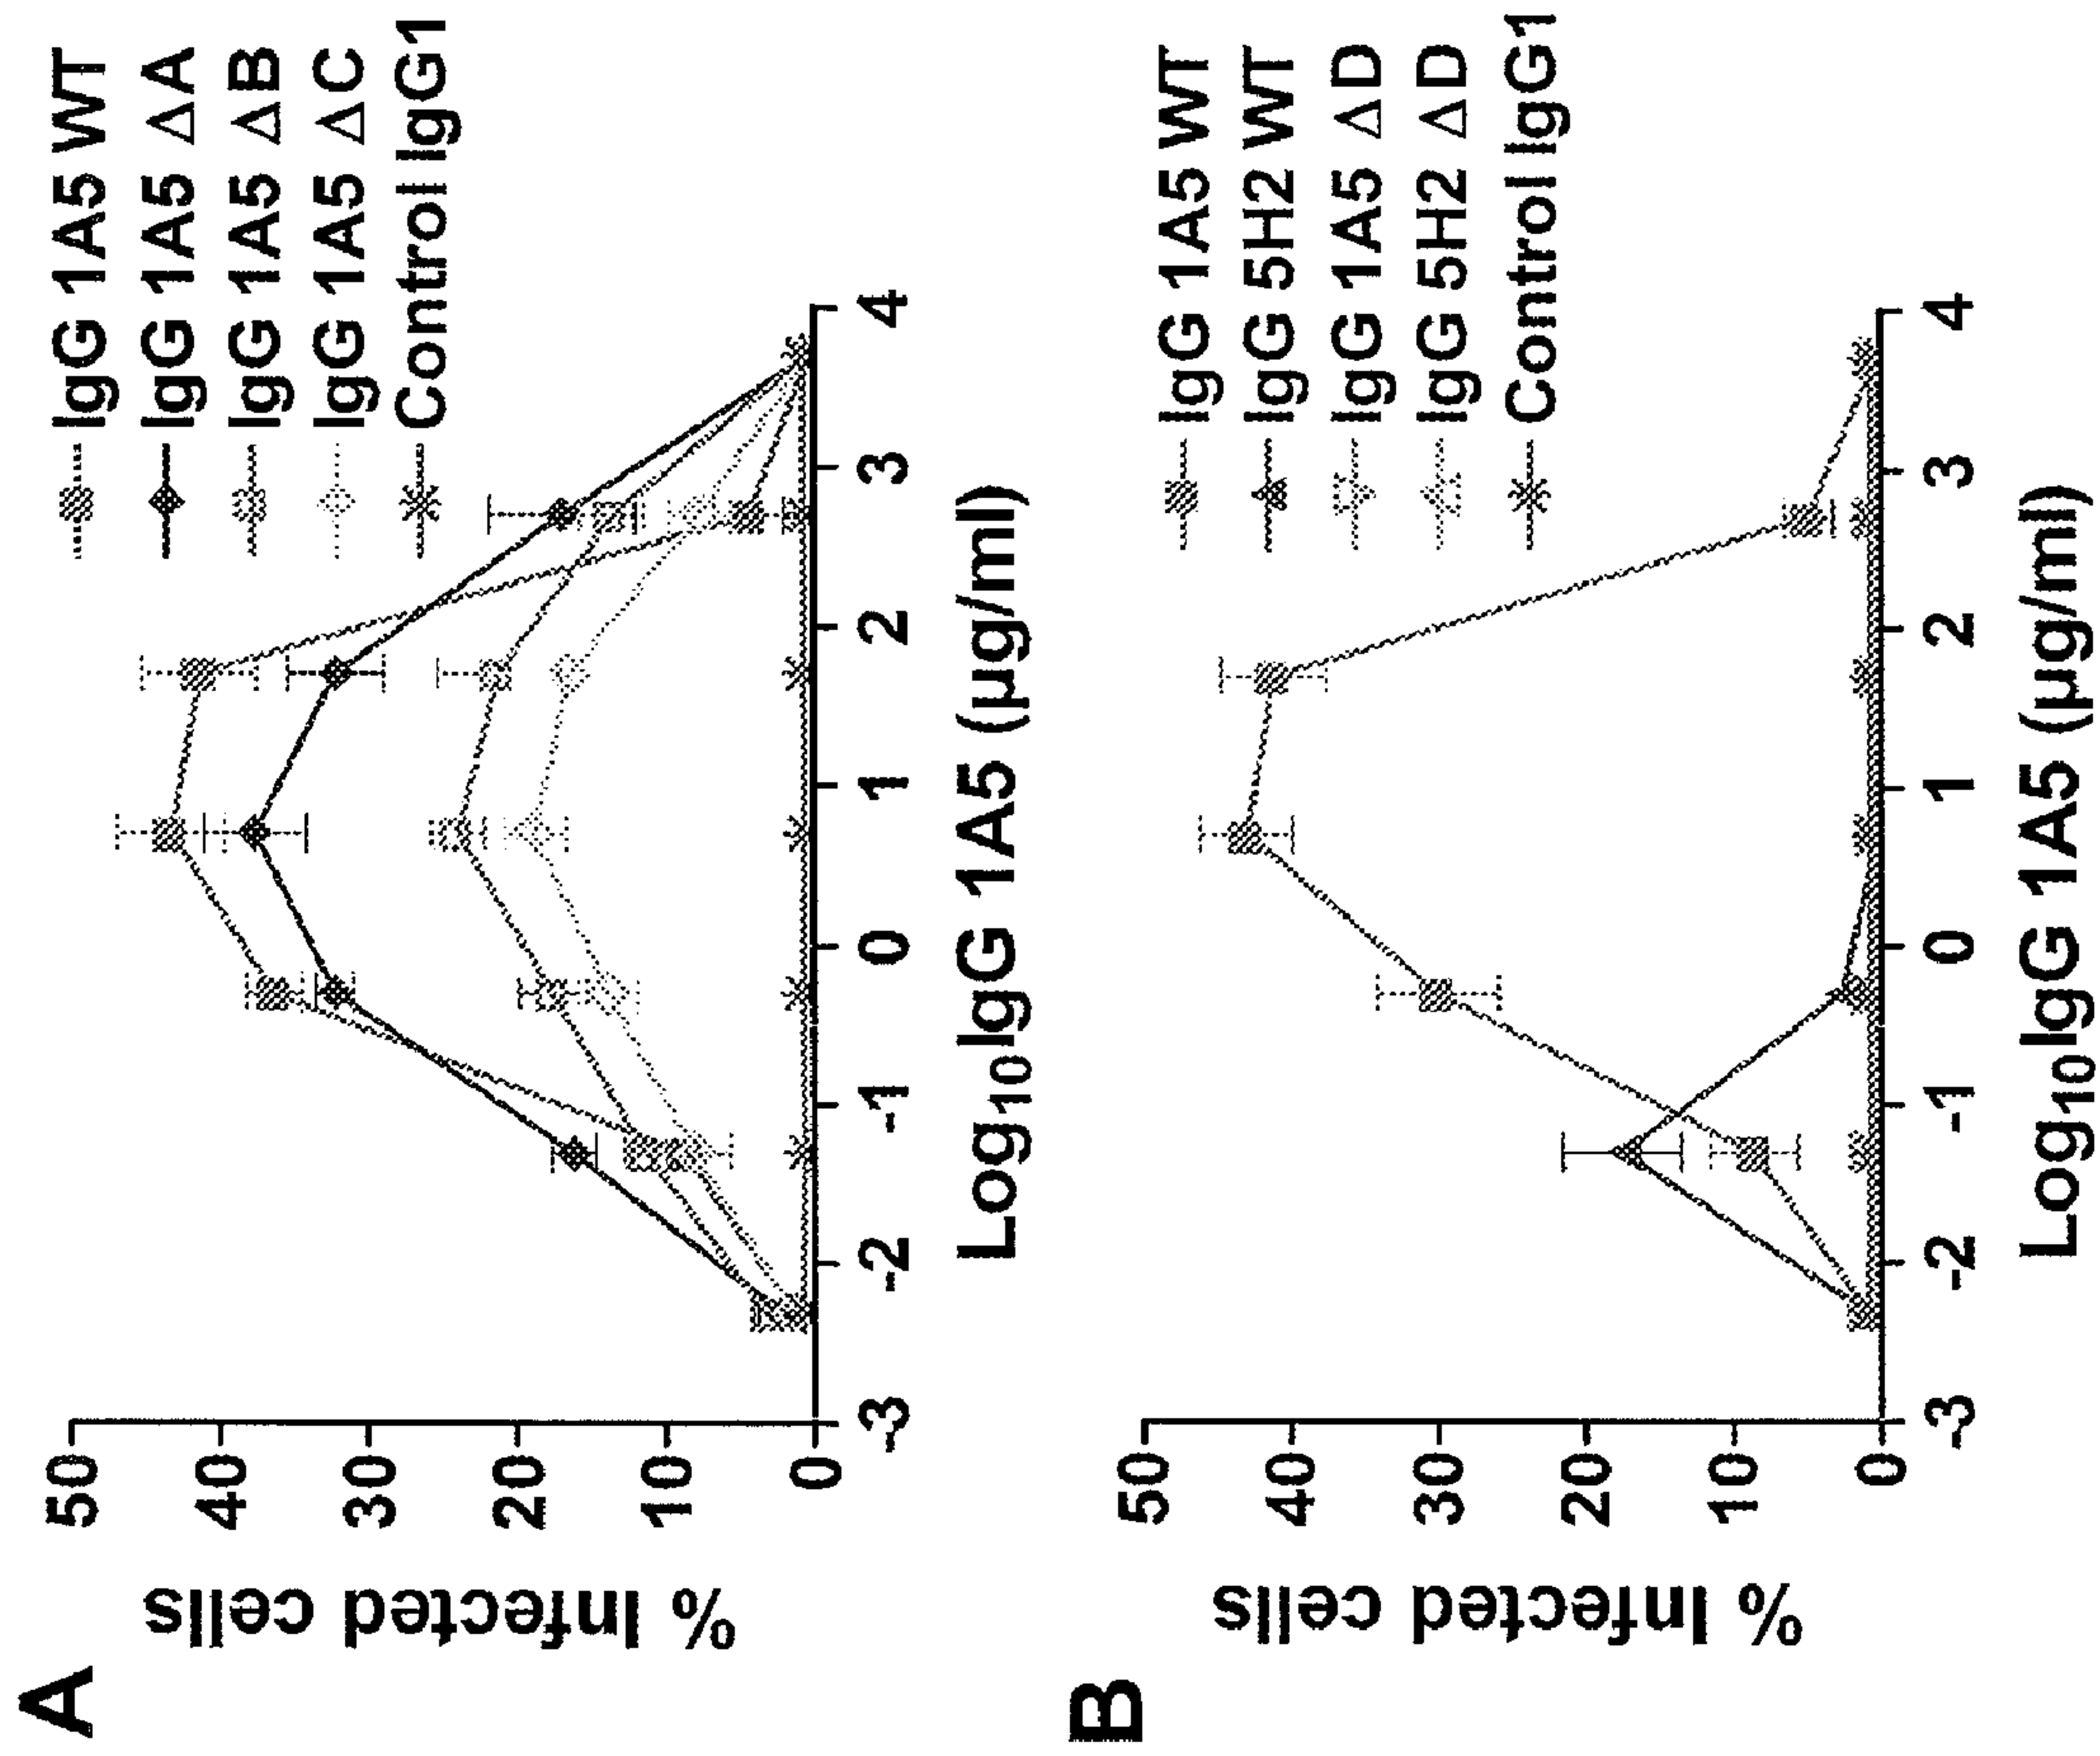 A
% Infected cells
50
40
30
20
10
0
-3
-2
-1
0
1
2
3
4
Log10IgG 1A5 (µg/ml)
IgG 1A5 WT
IgG 1A5 ΔA
IgG 1A5 ΔB
IgG 1A5 ΔC
Control IgG1
B
% Infected cells
50
40
30
20
10
0
-3
-2
-1
0
1
2
3
4
Log10IgG 1A5 (µg/ml)
IgG 1A5 WT
IgG 5H2 WT
IgG 1A5 ΔD
IgG 5H2 ΔD
Control IgG1